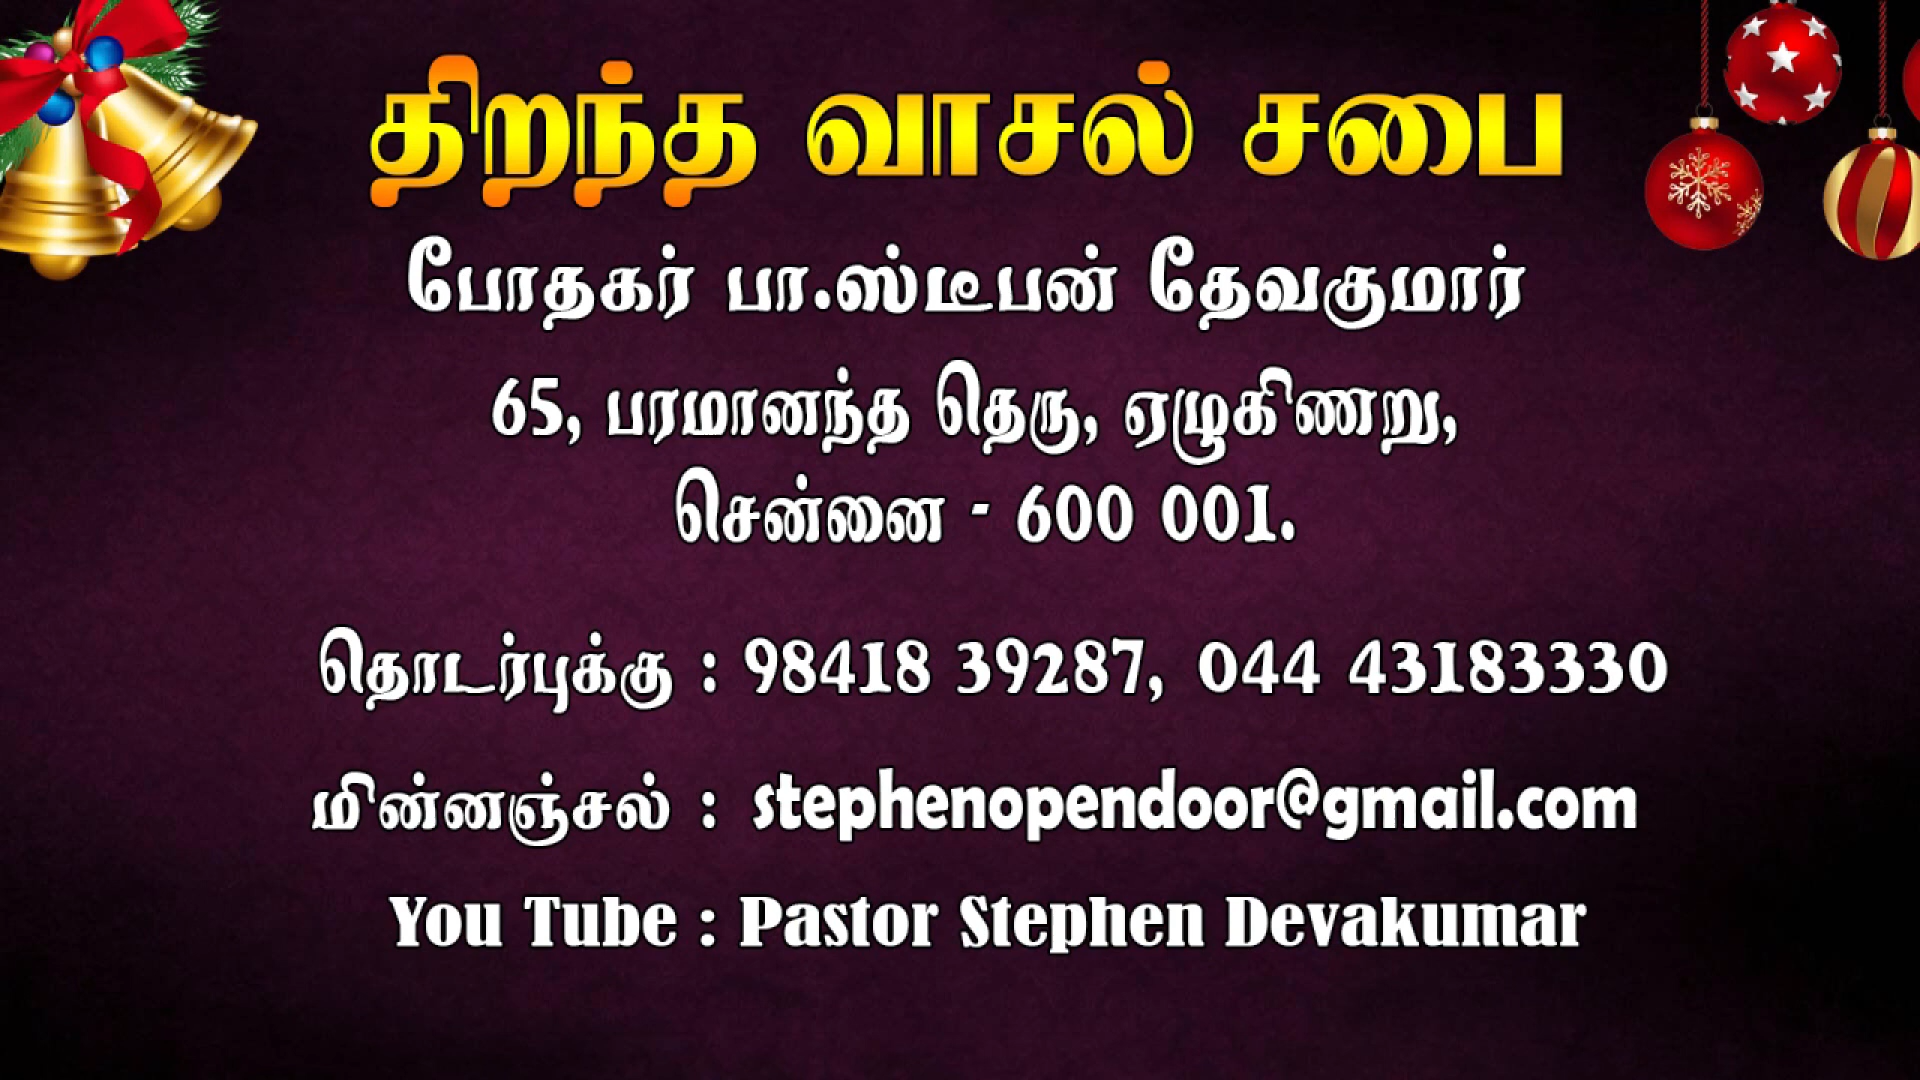 திறந்த வாசல் சபை
போதகர் பா.ஸ்டீபன் தேவகுமார்
65, பரமானந்த தெரு, ஏழுகிணறு,
சென்னை - 600 001.
தொடர்புக்கு : 98418 39287, 044 43183330
மின்னஞ்சல் : stephenopendoor@gmail.com
You Tube : Pastor Stephen Devakumar